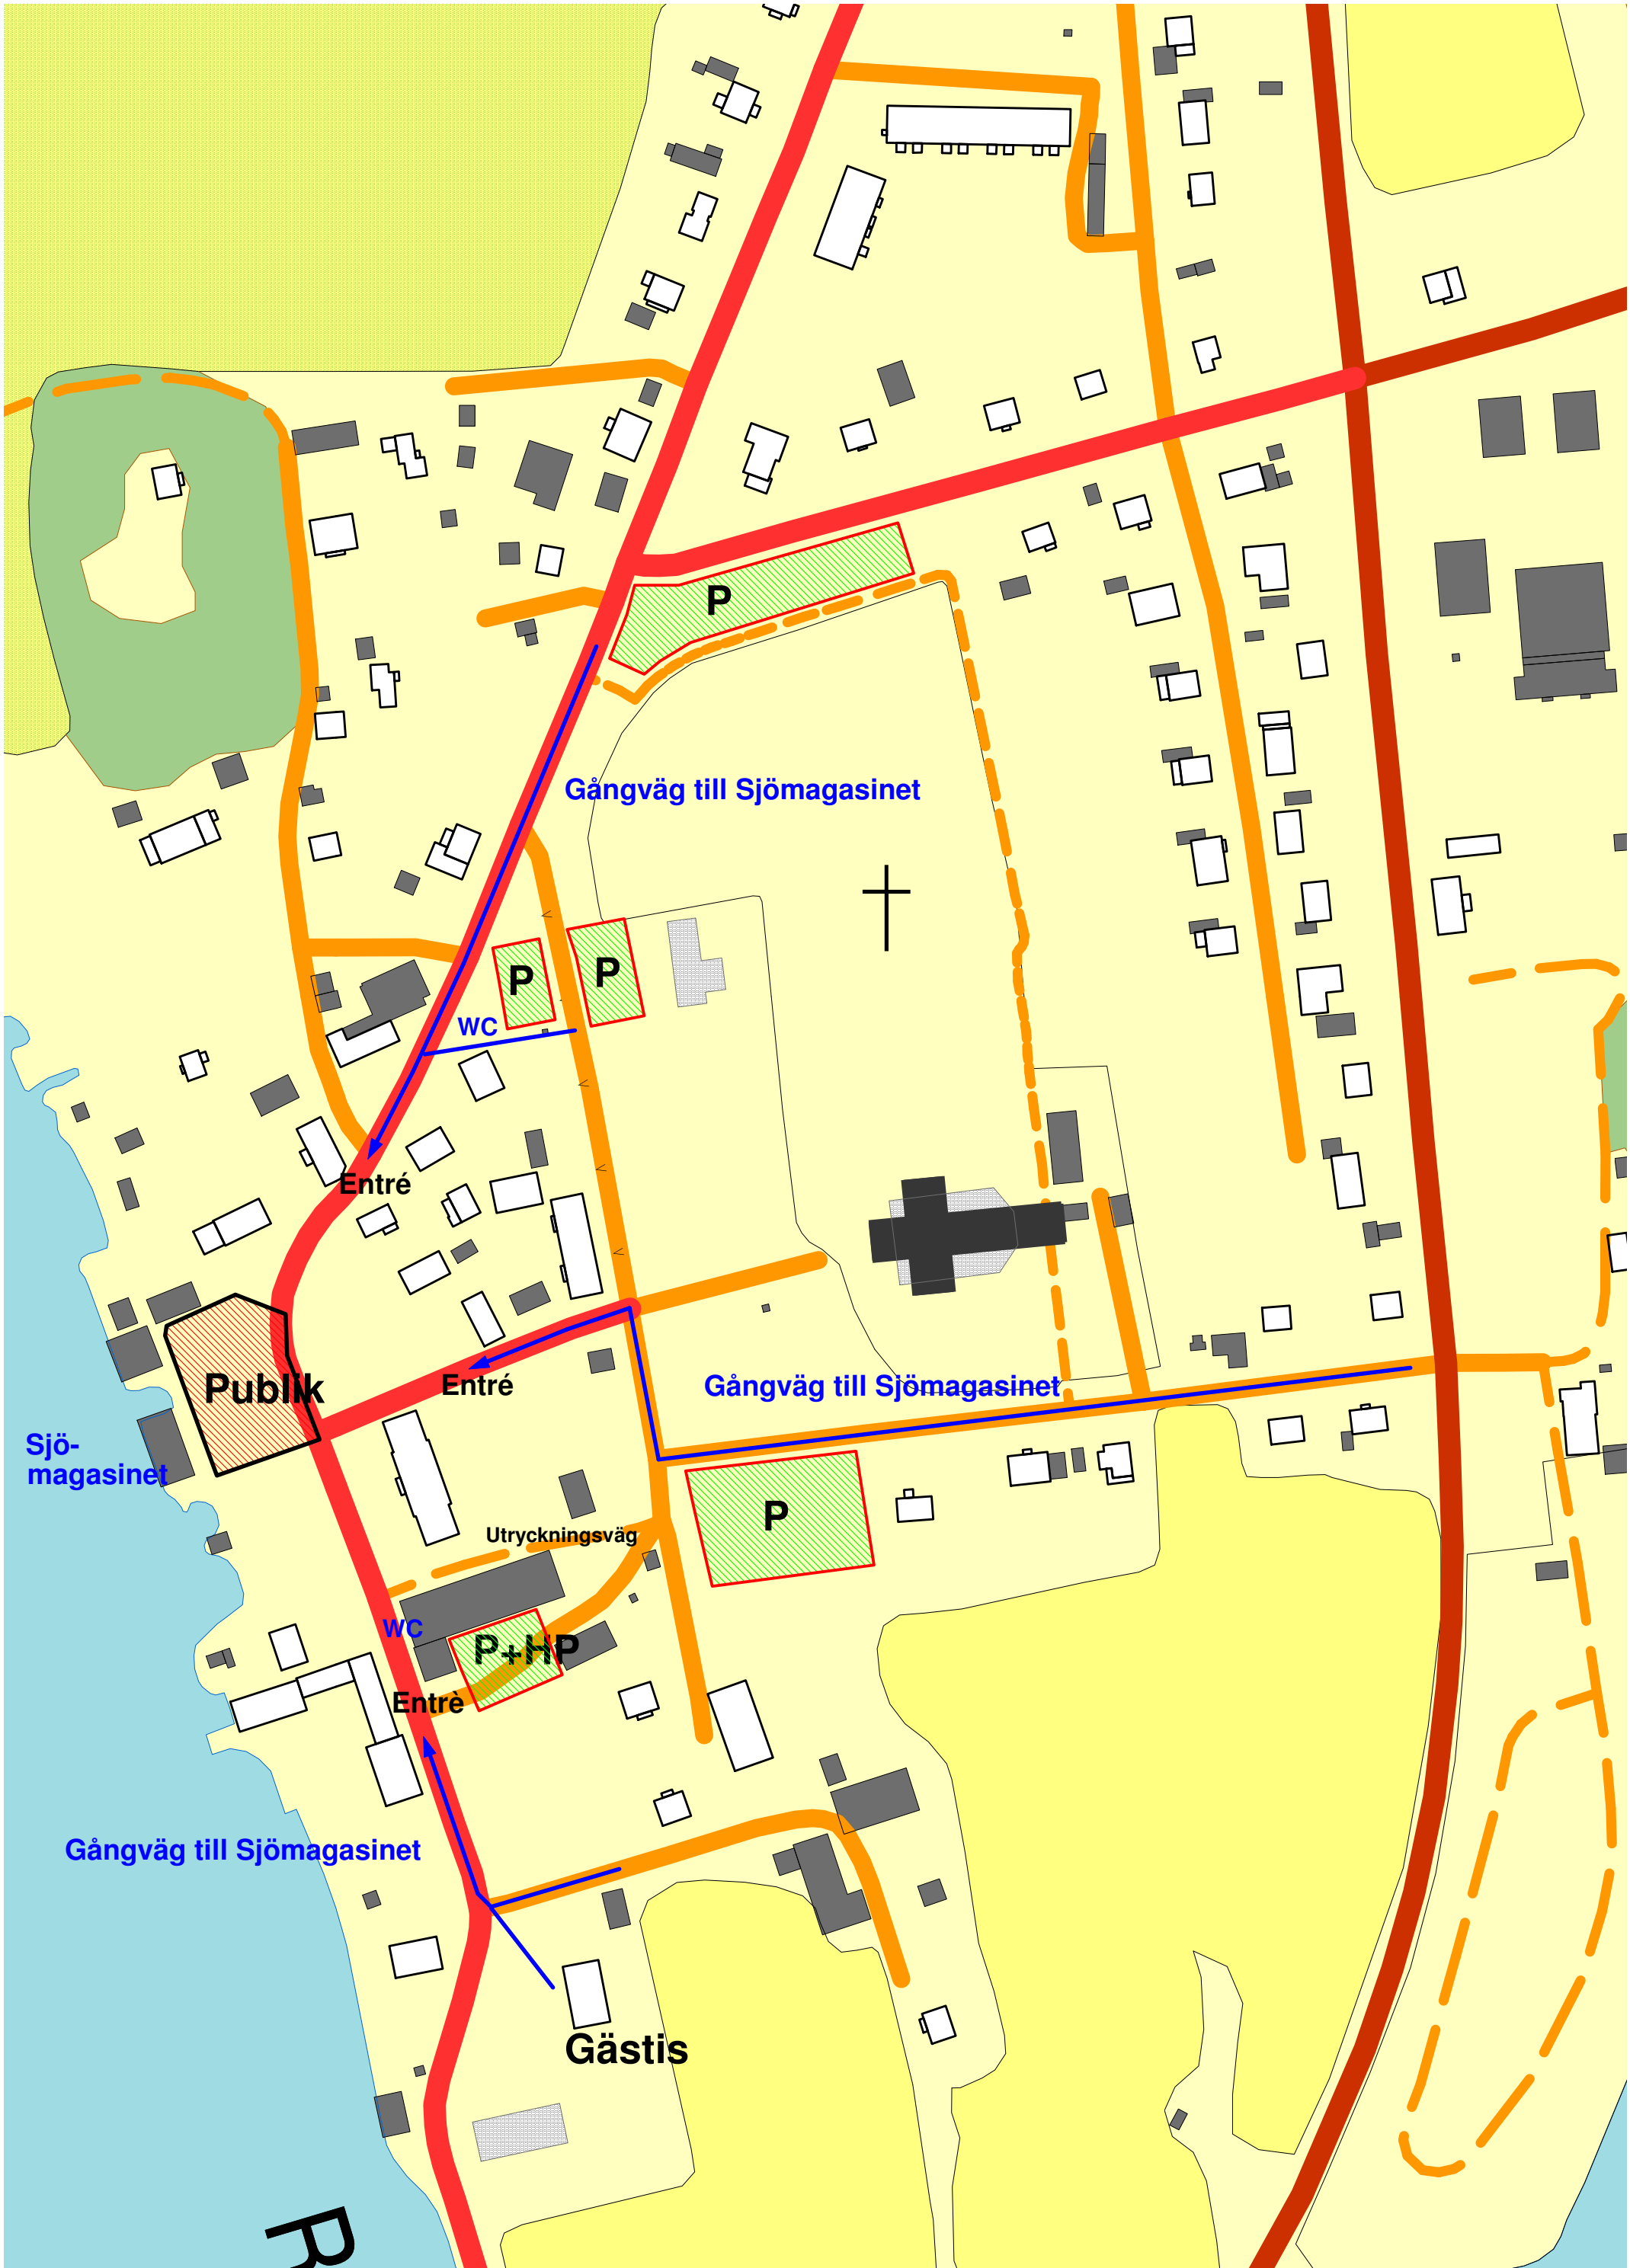 P
Gångväg till Sjömagasinet
P
P
WC
Entré
Publik
Entré
Gångväg till Sjömagasinet
Sjö-
magasinet
P
Utryckningsväg
WC
P+HP
Entrè
Gångväg till Sjömagasinet
Gästis
R